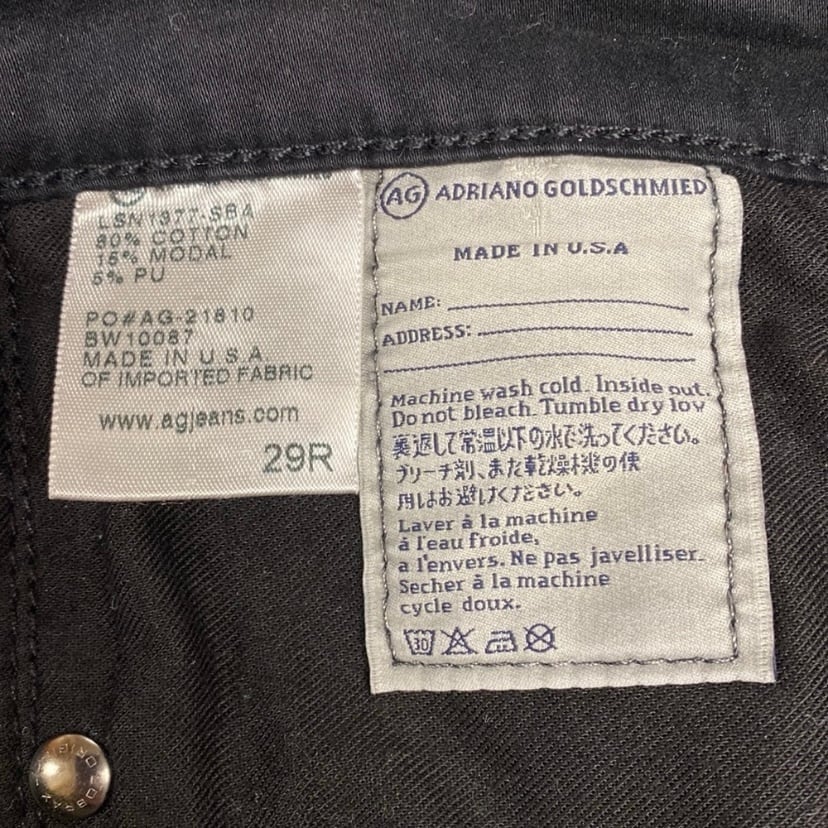 LSN1377-SBA
80% COTTON
15% MODAL
5% PU
PO#AG-21810
BW10087
MADE IN U.S.A
OF IMPORTED FABRIC
www.agjeans.com
29R
AG ADRIANO GOLDSCHMIED
MADE IN U.S.A
NAME:
ADDRESS:
Machine wash cold. Inside out.
Do not bleach. Tumble dry low
裏返して常温以下の水で洗ってください。
ブリーチ剤、また乾燥機の使
用はお避けください。
Laver à la machine
à l'eau froide,
a l'envers. Ne pas javelliser.
Secher à la machine
cycle doux.
30